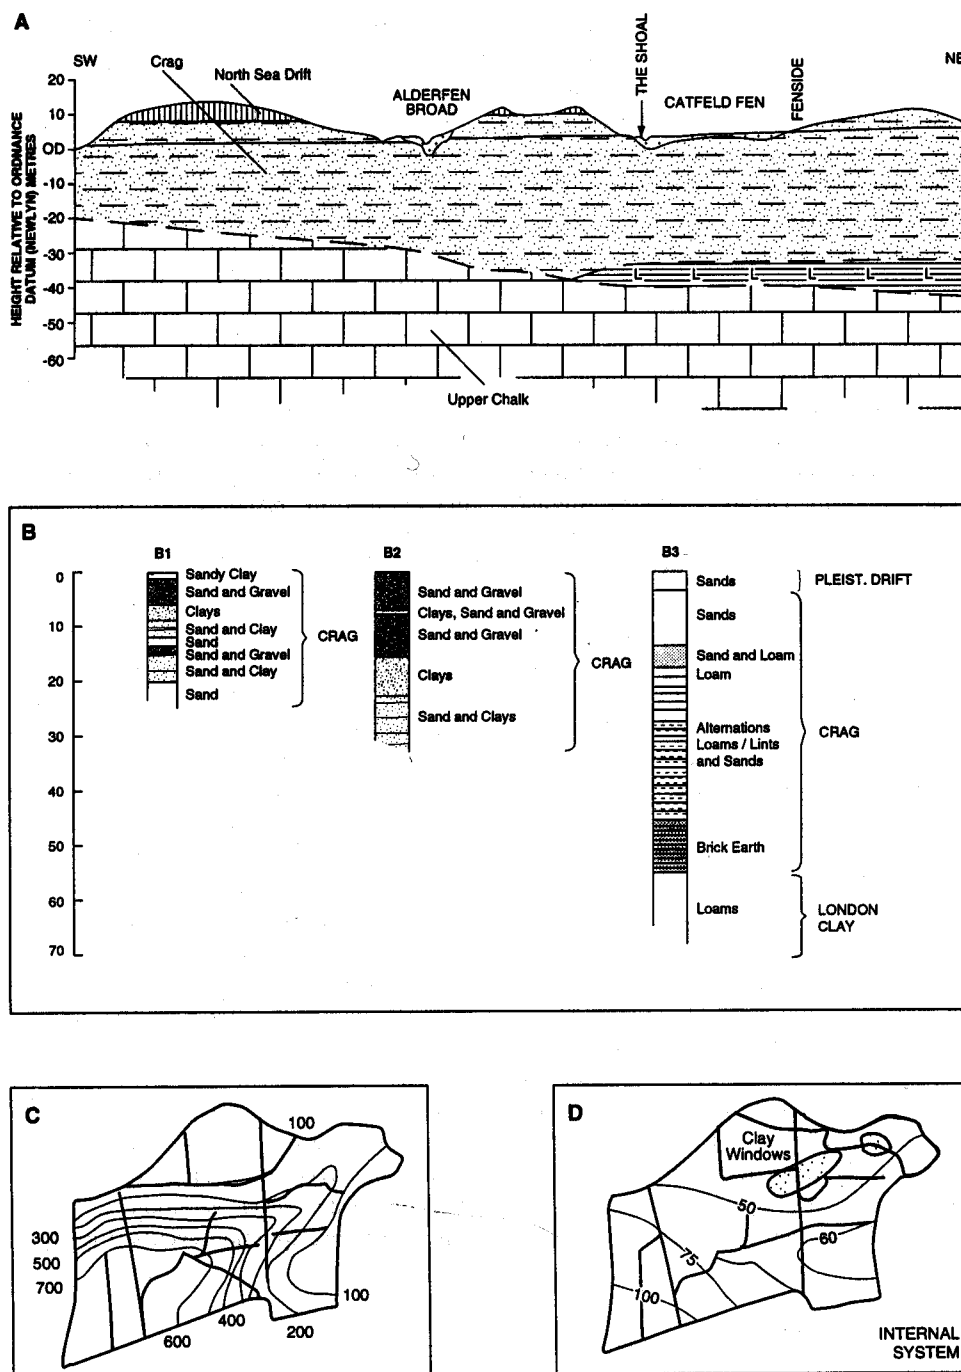 A
SW
Crag
North Sea Drift
ALDERFEN
BROAD
THE SHOAL
CATFELD FEN
FENSIDE
NE
HEIGHT RELATWE TO ORDNANCE
DATUM (NEWLYN) METRES
20
10
OD
-10
-20
-30
-40
-50
-60
L L L L L L
Upper Chalk
B
B1
B2
B3
0
10
20
30
40
50
60
70
Sandy Clay
Sand and Gravel
Clays
Sand and Clay
Sand
Sand and Gravel
Sand and Clay
Sand
CRAG
Sand and Gravel
Clays, Sand and Gravel
Sand and Gravel
Clays
Sand and Clays
CRAG
Sands
PLEIST. DRIFT
Sands
Sand and Loam
Loam
Alternations
Loams / Lints
and Sands
CRAG
Brick Earth
Loams
LONDON
CLAY
C
100
300
500
700
600
400
200
100
D
Clay
Windows
50
60
75
100
INTERNAL
SYSTEM